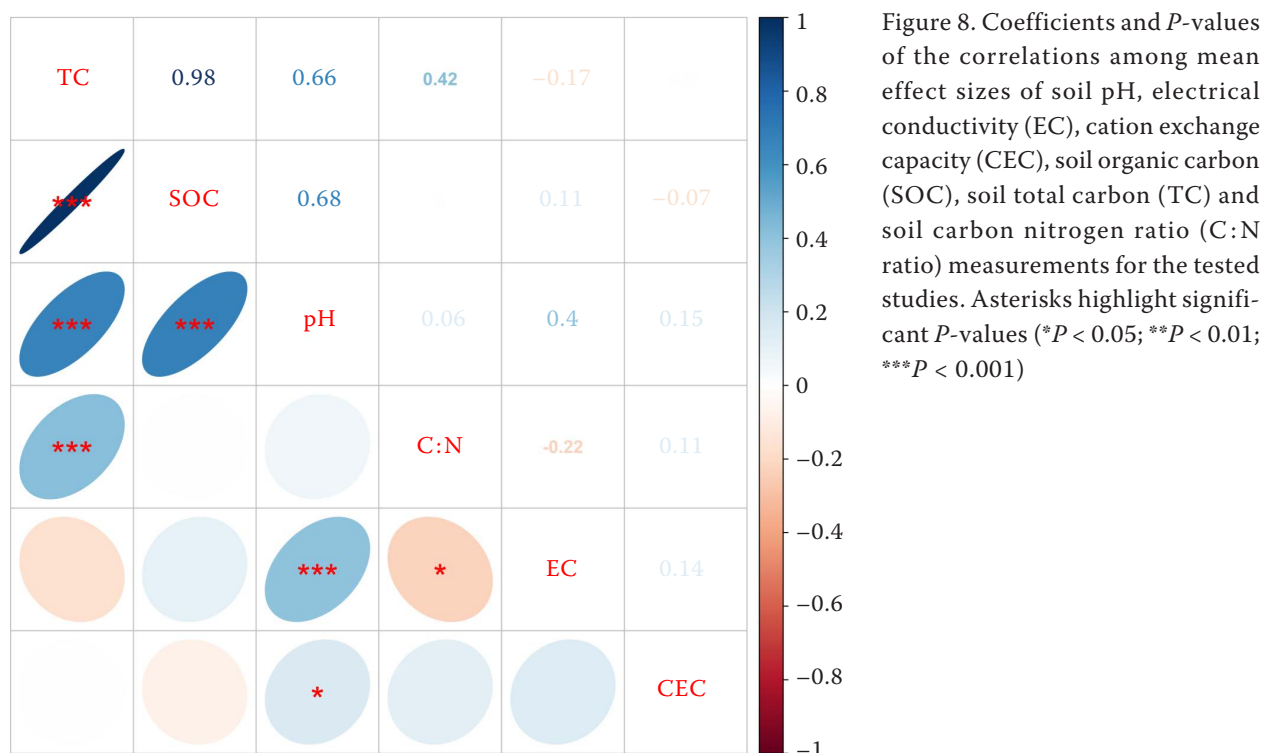 TC 0.98 0.66 0.42 −0.17
*** SOC 0.68 0.11 −0.07
*** *** pH 0.06 0.4 0.15
*** C:N -0.22 0.11
*** * EC 0.14
* CEC
1
0.8
0.6
0.4
0.2
0
−0.2
−0.4
−0.6
−0.8
−1
Figure 8. Coefficients and P-values
of the correlations among mean
effect sizes of soil pH, electrical
conductivity (EC), cation exchange
capacity (CEC), soil organic carbon
(SOC), soil total carbon (TC) and
soil carbon nitrogen ratio (C:N
ratio) measurements for the tested
studies. Asterisks highlight signifi-
cant P-values (*P < 0.05; **P < 0.01;
***P < 0.001)